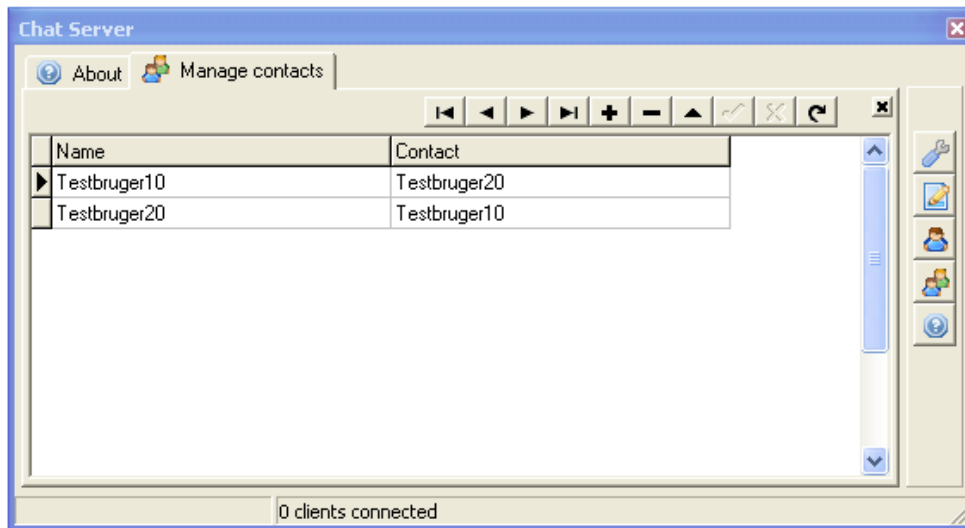 Chat Server
About Manage contacts
Name Contact
Testbruger10 Testbruger20
Testbruger20 Testbruger10
0 clients connected